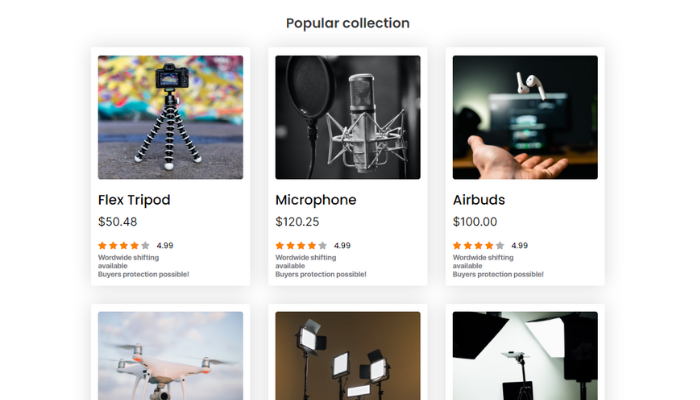 Popular collection
Flex Tripod
$50.48
4.99
Wordwide shifting
available
Buyers protection possible!
Microphone
$120.25
4.99
Wordwide shifting
available
Buyers protection possible!
Airbuds
$100.00
4.99
Wordwide shifting
available
Buyers protection possible!